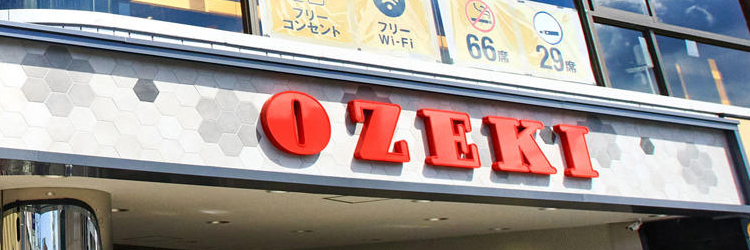 フリー
コンセント
フリー
Wi-Fi
66席
29席
OZEKI